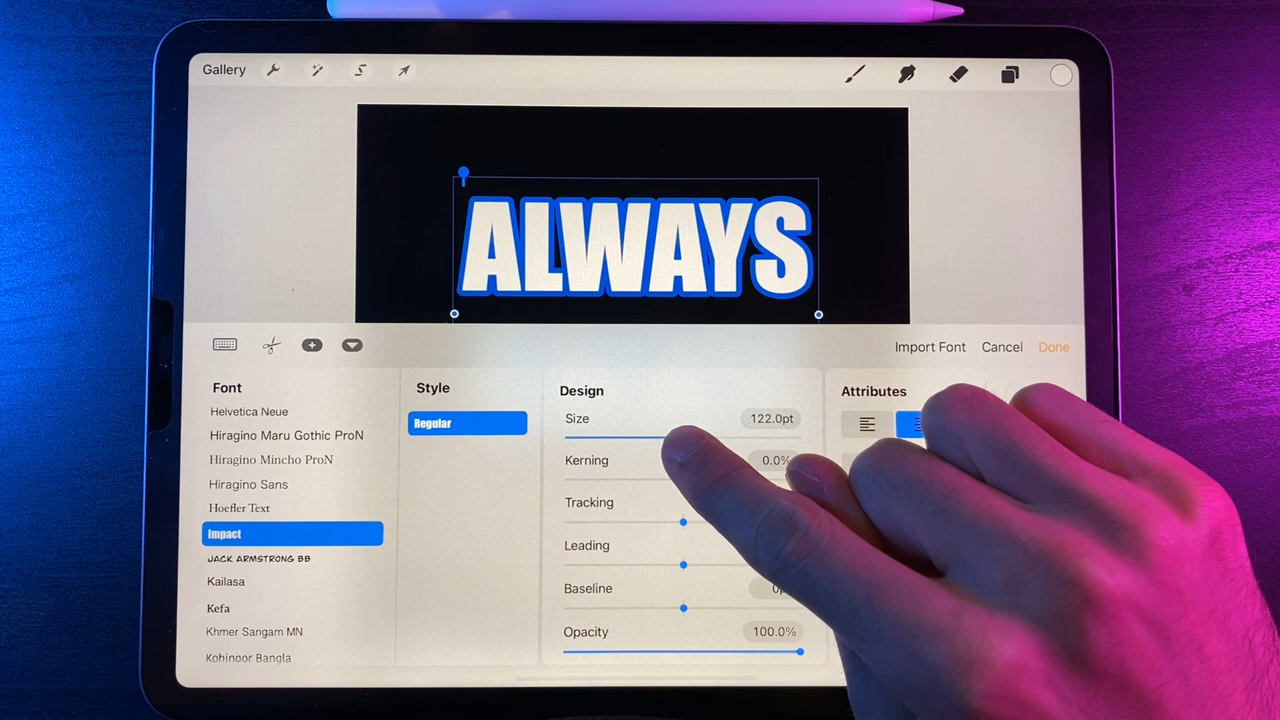 Gallery
ALWAYS
Import Font Cancel Done
Font
Helvetica Neue
Hiragino Maru Gothic ProN
Hiragino Mincho ProN
Hiragino Sans
Hoefler Text
Impact
JACK ARMSTRONG BB
Kailasa
Kefa
Khmer Sangam MN
Kohinoor Bangla
Style
Regular
Design
Size 122.0pt
Kerning 0.0%
Tracking
Leading
Baseline
Opacity 100.0%
Attributes